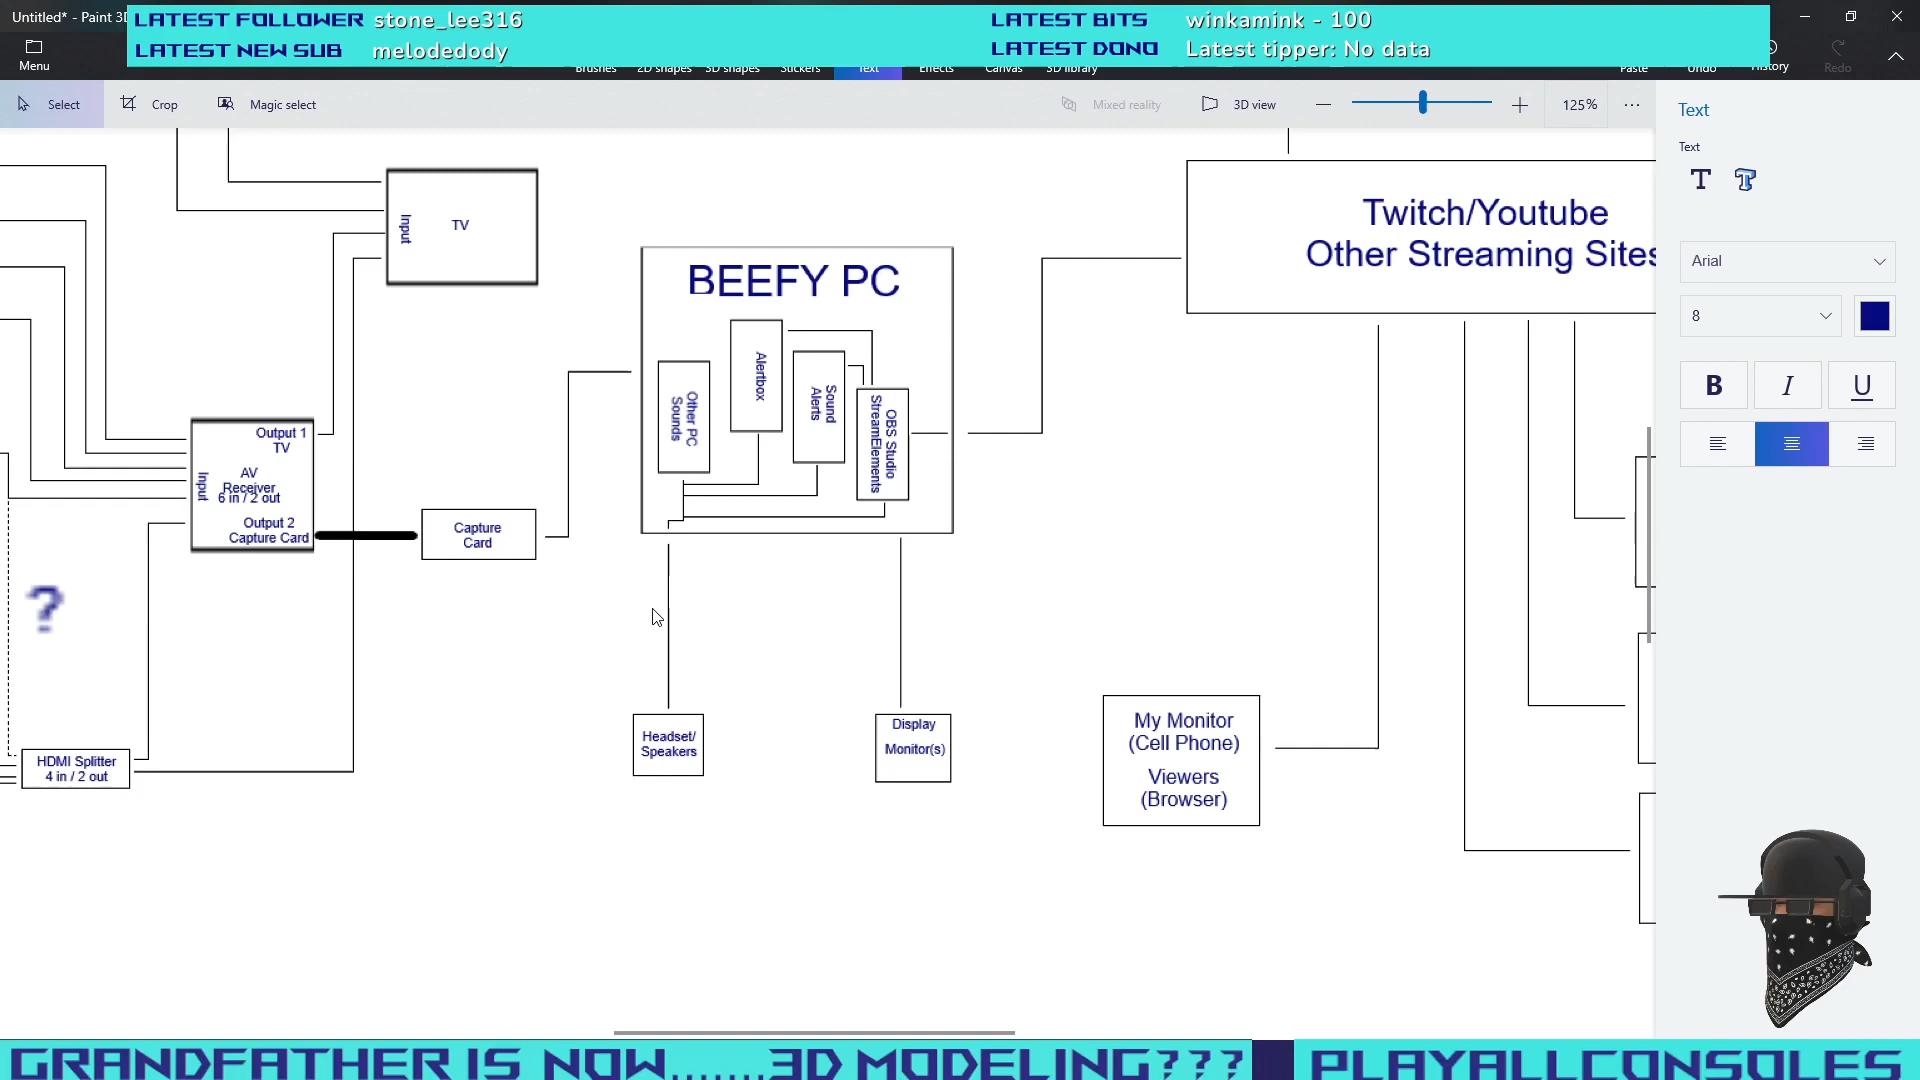 Untitled* - Paint 3D
LATEST FOLLOWER stone_lee316
LATEST NEW SUB melodedody
LATEST BITS winkamink - 100
LATEST DONO Latest tipper: No data
Menu
Brushes 2D shapes 3D shapes Stickers Text Effects Canvas 3D library
Paste Undo History Redo
Select Crop Magic select
Mixed reality 3D view 125%
Text
Text
Arial
8
B I U
TV
Input
Twitch/Youtube
Other Streaming Sites
BEEFY PC
Alertbox
Other PC
Sounds
Sound
Alerts
OBS Studio
StreamElements
Output 1
TV
AV
Receiver
6 in / 2 out
Input
Output 2
Capture Card
Capture
Card
?
HDMI Splitter
4 in / 2 out
Headset/
Speakers
Display
Monitor(s)
My Monitor
(Cell Phone)
Viewers
(Browser)
GRANDFATHER IS NOW.......3D MODELING???
PLAYALLCONSOLES